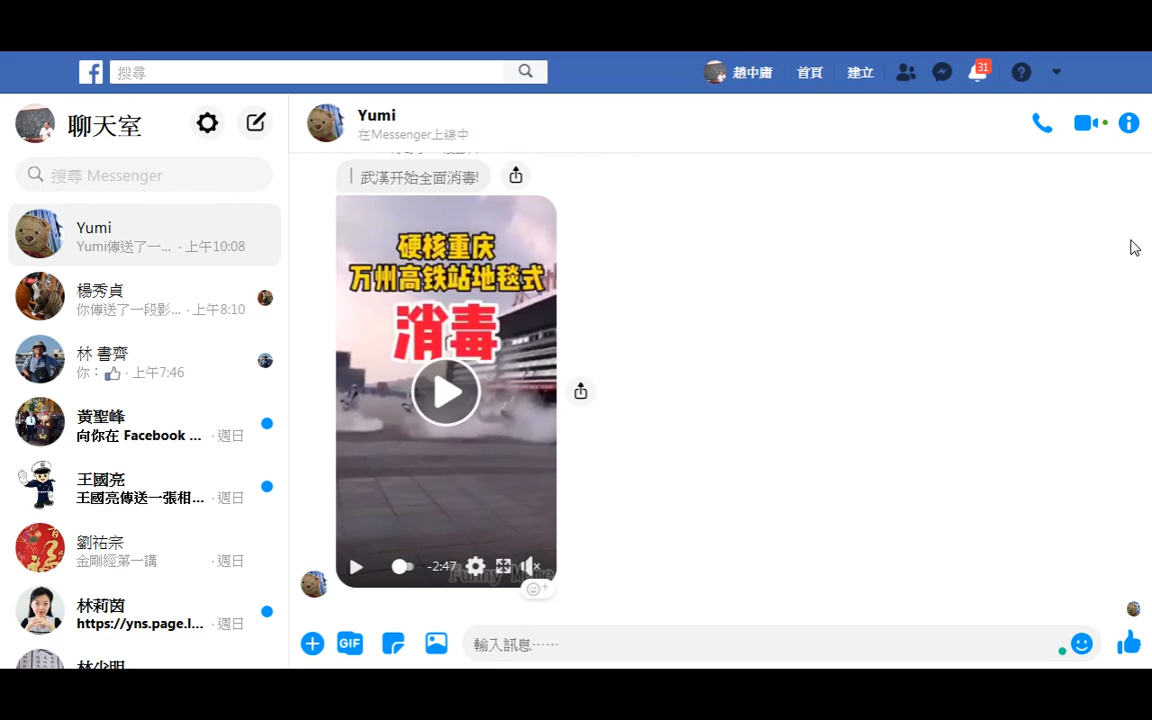 搜尋
趙中庸
首頁
建立
31
聊天室
搜尋 Messenger
Yumi
Yumi傳送了一... · 上午10:08
楊秀貞
你傳送了一段影... · 上午8:10
林 書齊
你： · 上午7:46
黃聖峰
向你在 Facebook ... · 週日
王國亮
王國亮傳送一張相... · 週日
劉祐宗
金剛經第一講 · 週日
林莉茵
https://yns.page.l... · 週日
林少明
Yumi
在Messenger上線中
武漢开始全面消毒!
硬核重庆
万州高铁站地毯式
消毒
-2:47
Funny
GIF
輸入訊息……